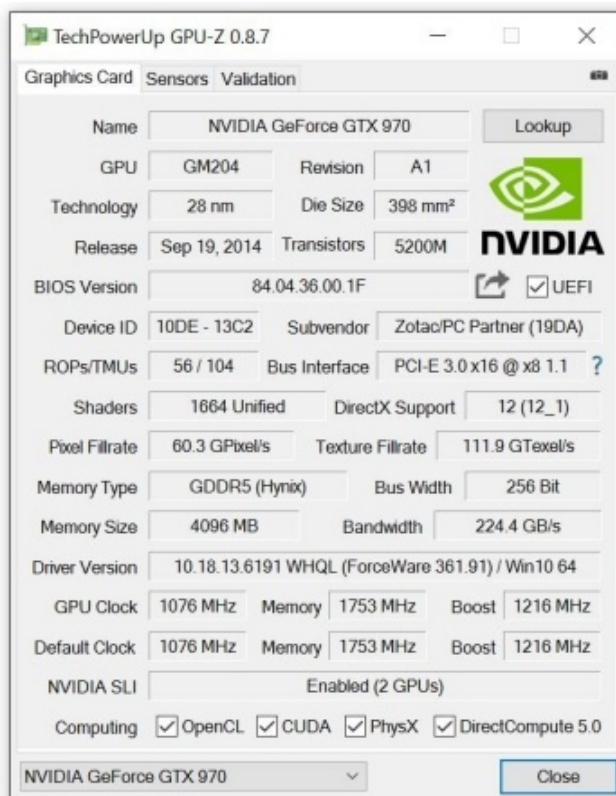 TechPowerUp GPU-Z 0.8.7
Graphics Card Sensors Validation
Name NVIDIA GeForce GTX 970 Lookup
GPU GM204 Revision A1
Technology 28 nm Die Size 398 mm²
Release Sep 19, 2014 Transistors 5200M
NVIDIA
BIOS Version 84.04.36.00.1F UEFI
Device ID 10DE - 13C2 Subvendor Zotac/PC Partner (19DA)
ROPs/TMUs 56 / 104 Bus Interface PCI-E 3.0 x16 @ x8 1.1 ?
Shaders 1664 Unified DirectX Support 12 (12_1)
Pixel Fillrate 60.3 GPixel/s Texture Fillrate 111.9 GTexel/s
Memory Type GDDR5 (Hynix) Bus Width 256 Bit
Memory Size 4096 MB Bandwidth 224.4 GB/s
Driver Version 10.18.13.6191 WHQL (ForceWare 361.91) / Win10 64
GPU Clock 1076 MHz Memory 1753 MHz Boost 1216 MHz
Default Clock 1076 MHz Memory 1753 MHz Boost 1216 MHz
NVIDIA SLI Enabled (2 GPUs)
Computing OpenCL CUDA PhysX DirectCompute 5.0
NVIDIA GeForce GTX 970 Close